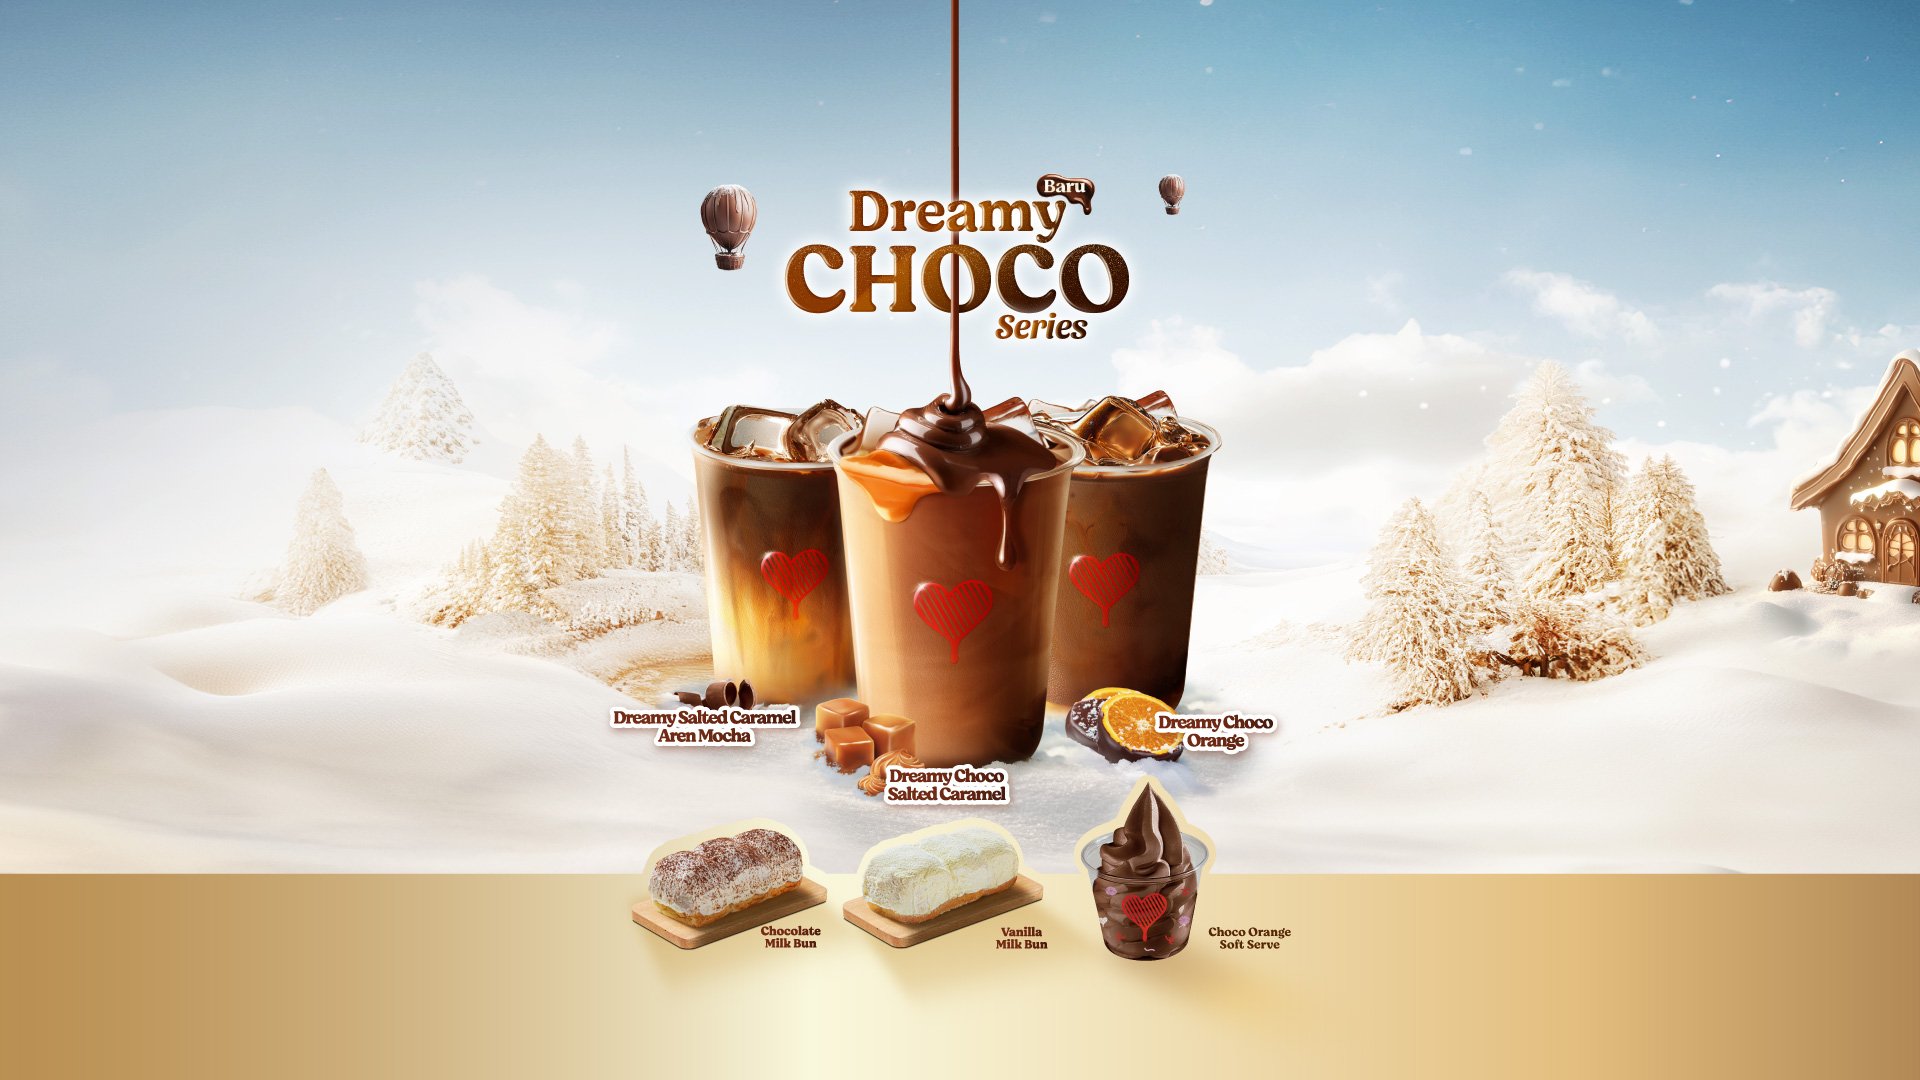 Baru
Dreamy
CHOCO
Series
Dreamy Salted Caramel
Aren Mocha
Dreamy Choco
Salted Caramel
Dreamy Choco
Orange
Chocolate
Milk Bun
Vanilla
Milk Bun
Choco Orange
Soft Serve